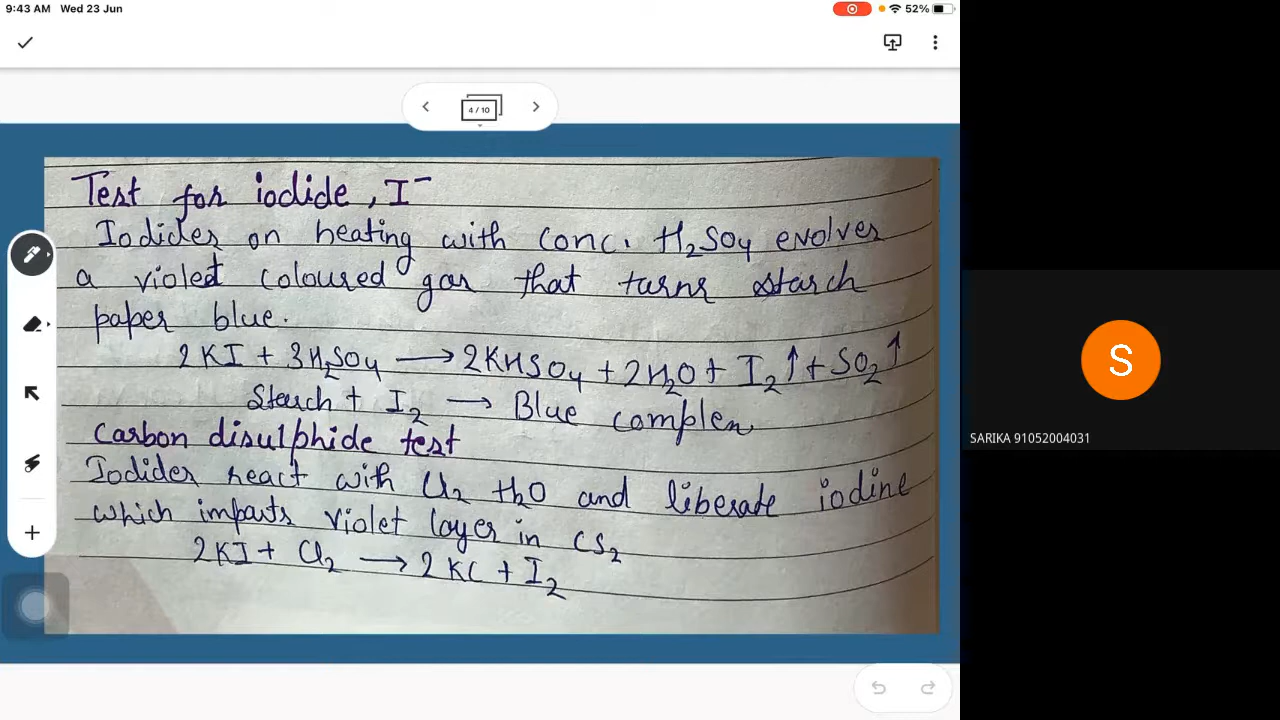 9:43 AM Wed 23 Jun
52%
4 / 10
Test for iodide, I⁻
Iodides on heating with conc. H₂SO₄ evolves
a violet coloured gas that turns starch
paper blue.
2KI + 3H₂SO₄ → 2KHSO₄ + 2H₂O + I₂↑ + SO₂↑
Starch + I₂ → Blue complex
Carbon disulphide test
Iodides react with Cl₂ H₂O and liberate iodine
which imparts violet layer in CS₂
2KI + Cl₂ → 2KC + I₂
S
SARIKA 91052004031